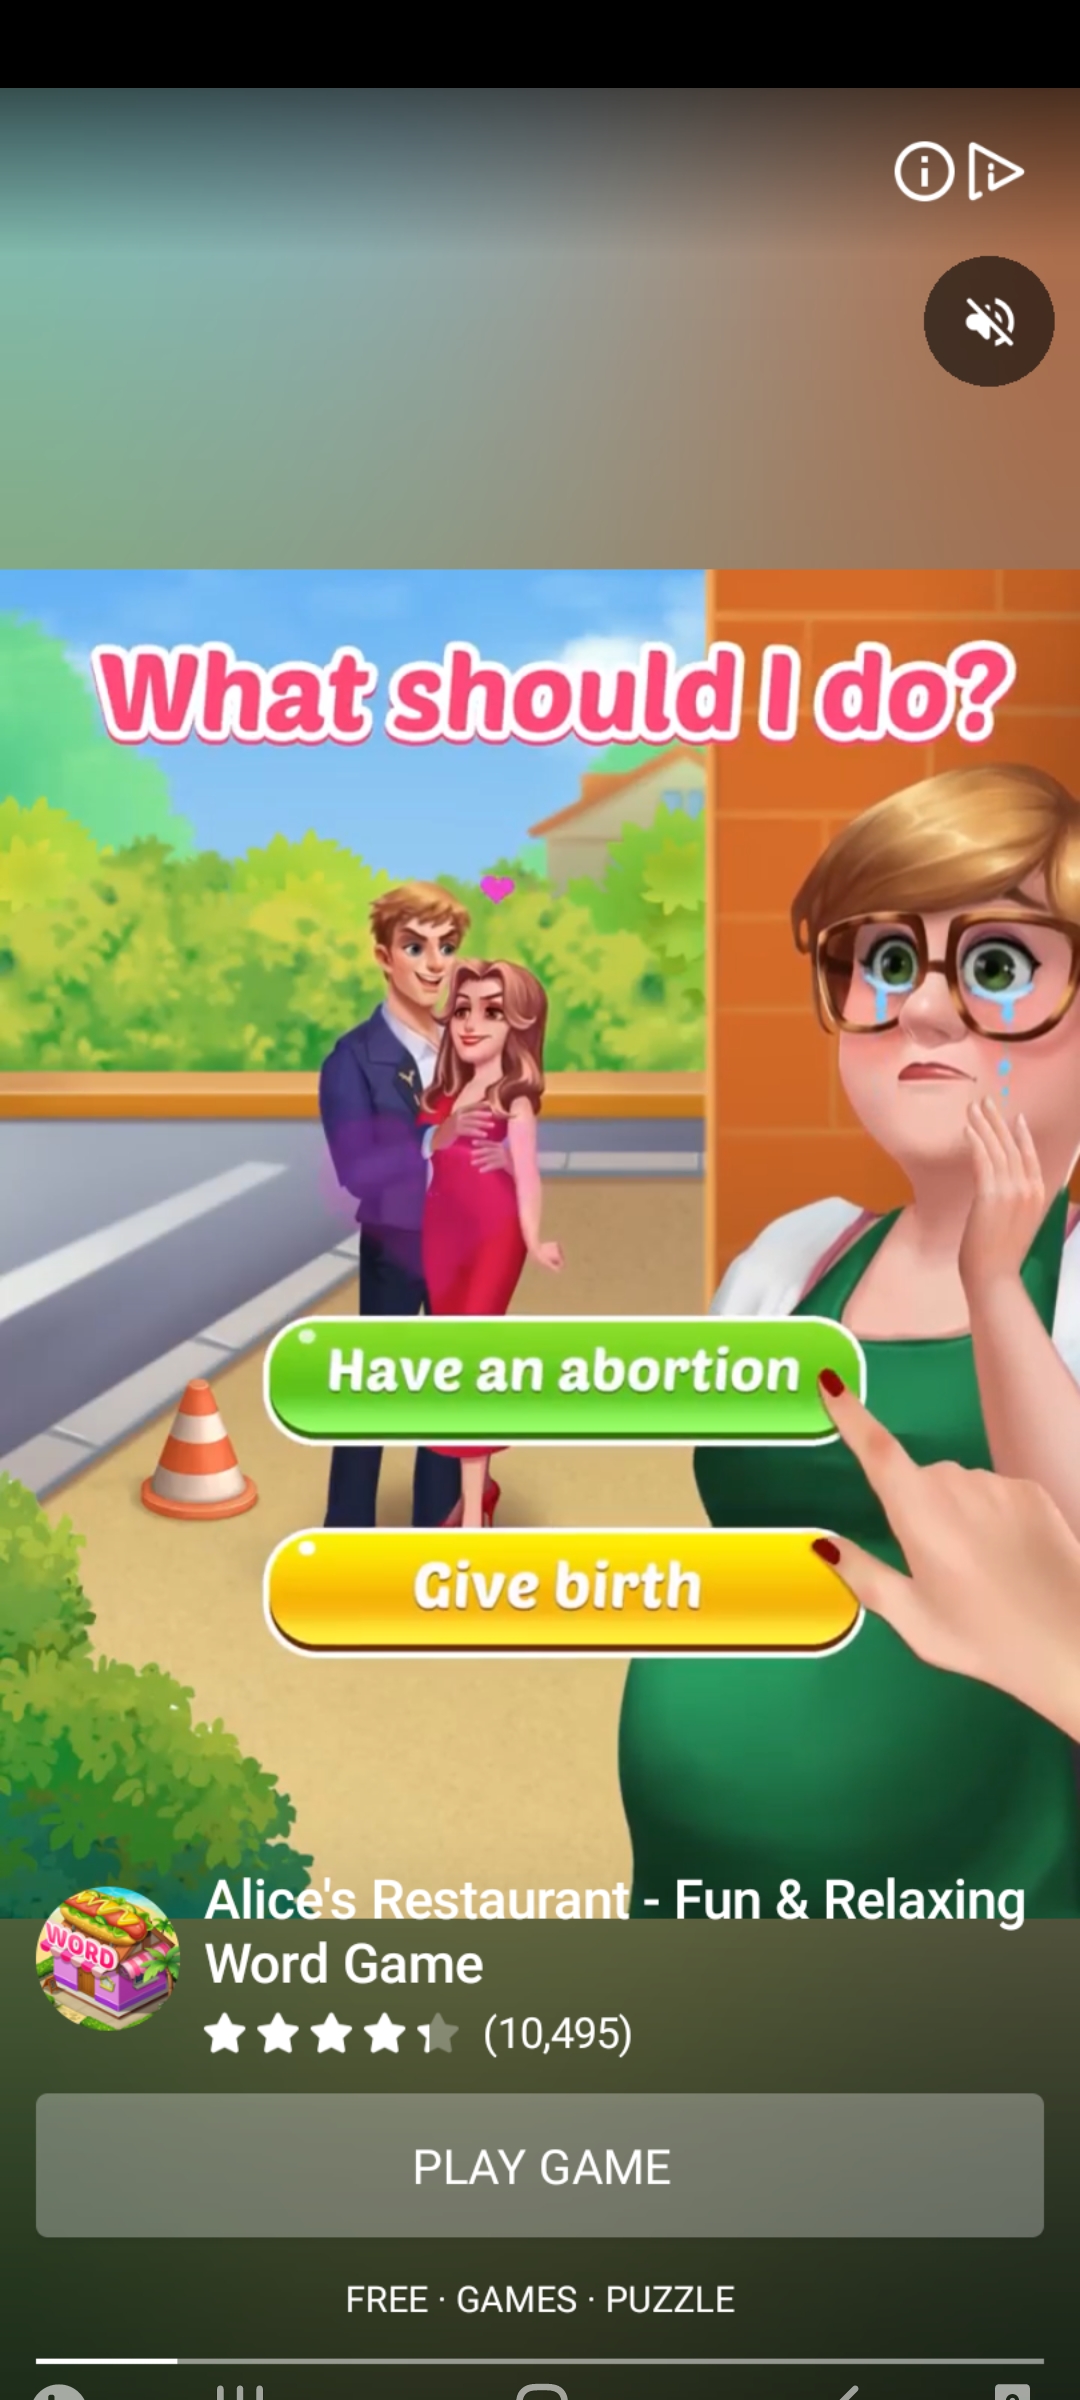 What should I do?
Have an abortion
Give birth
WORD
Alice's Restaurant - Fun & Relaxing
Word Game
(10,495)
PLAY GAME
FREE · GAMES · PUZZLE